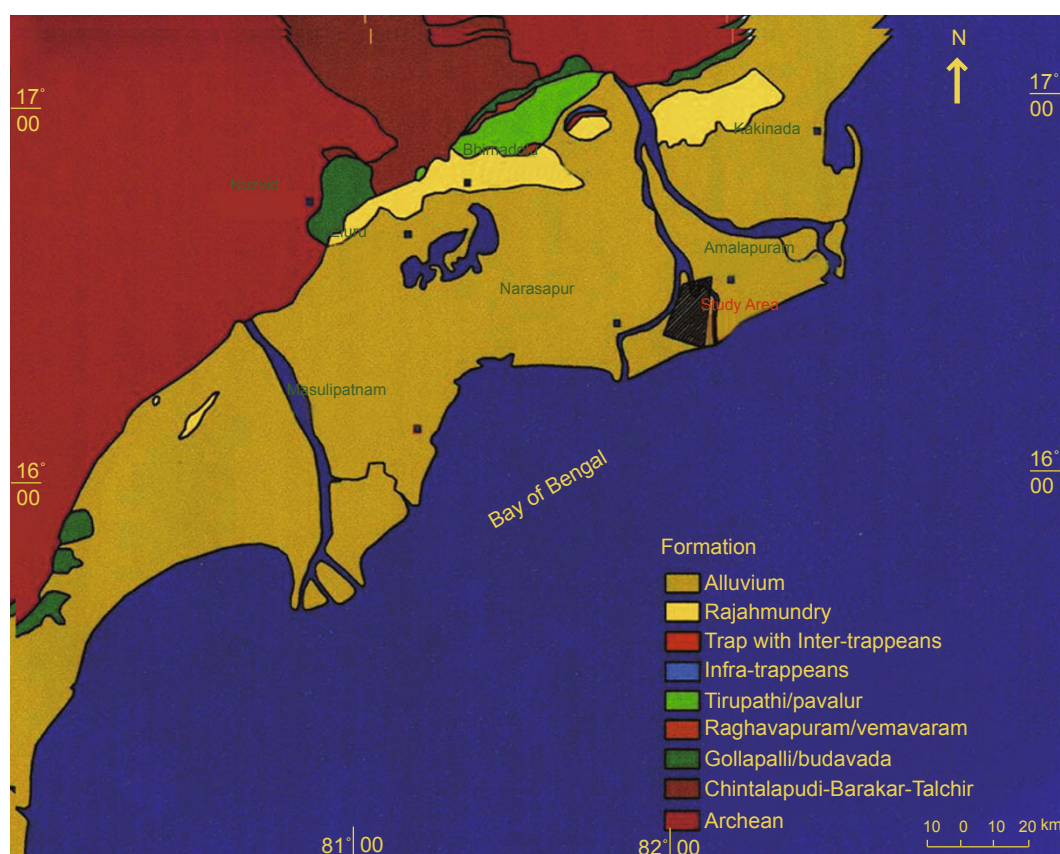 N
17°
00
17°
00
Kakinada
Bhimadolu
Nuzvid
Eluru
Amalapuram
Narasapur
Study Area
Masulipatnam
16°
00
16°
00
Bay of Bengal
Formation
Alluvium
Rajahmundry
Trap with Inter-trappeans
Infra-trappeans
Tirupathi/pavalur
Raghavapuram/vemavaram
Gollapalli/budavada
Chintalapudi-Barakar-Talchir
Archean
10 0 10 20 km
81° 00
82° 00